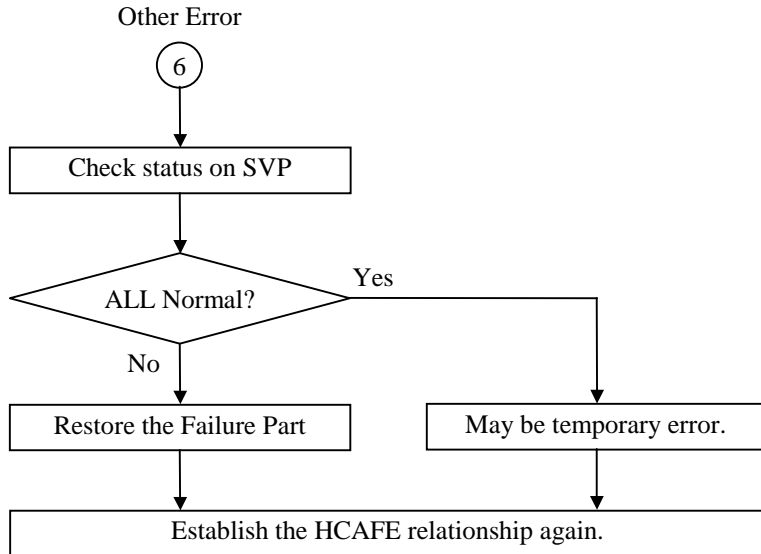 Other Error
6
Check status on SVP
ALL Normal?
Yes
No
Restore the Failure Part
May be temporary error.
Establish the HCAFE relationship again.